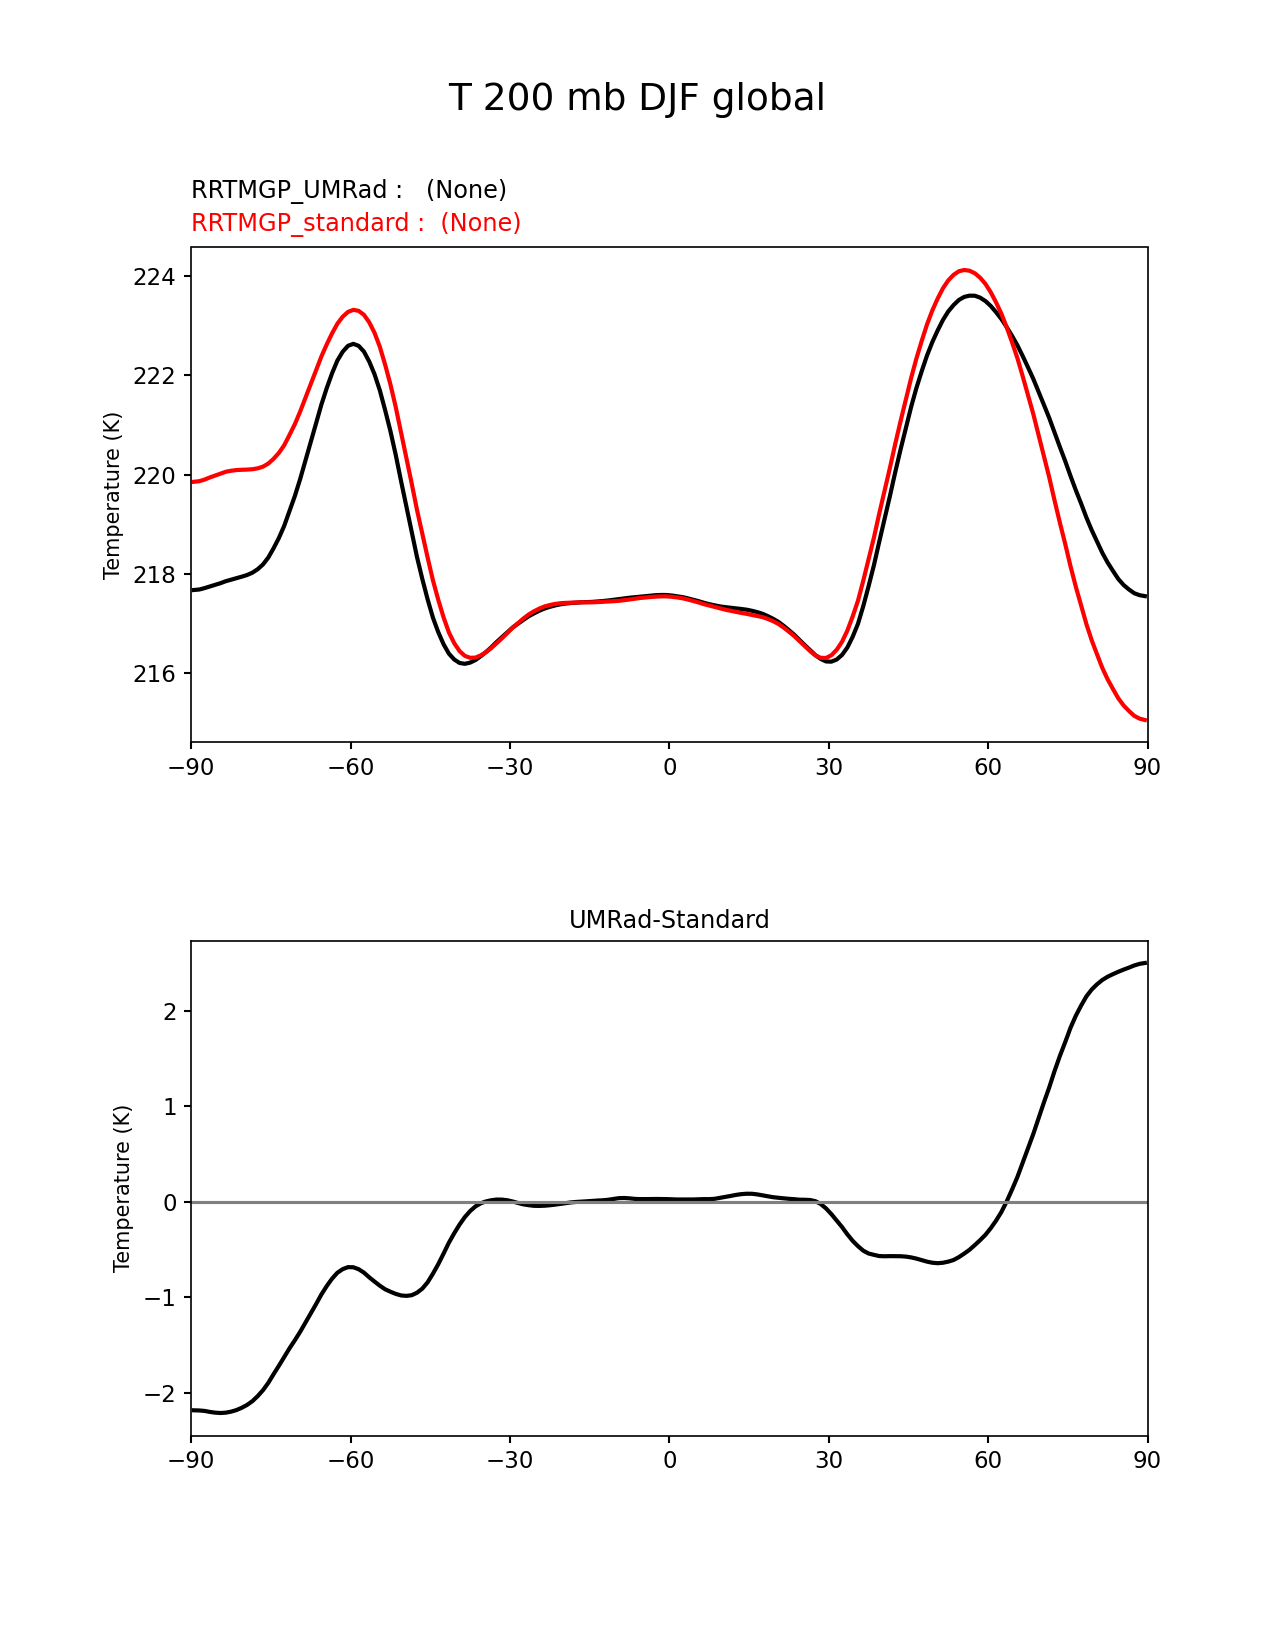 T 200 mb DJF global
RRTMGP_UMRad :   (None)
RRTMGP_standard :  (None)
Temperature (K)
224
222
220
218
216
−90 −60 −30 0 30 60 90
UMRad-Standard
Temperature (K)
2
1
0
−1
−2
−90 −60 −30 0 30 60 90